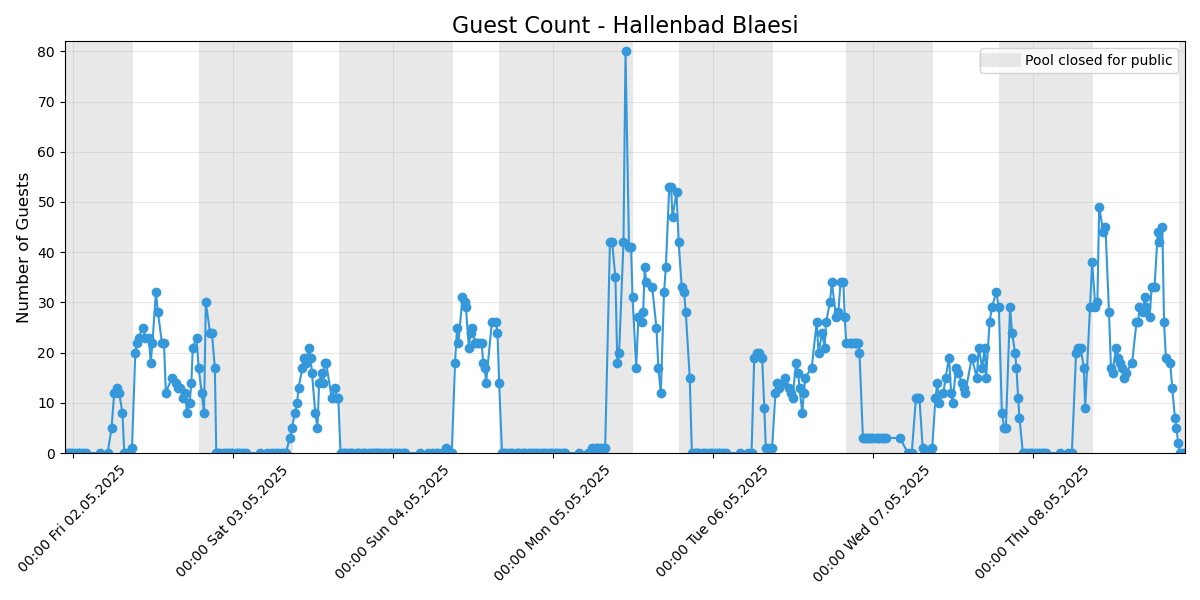 Guest Count - Hallenbad Blaesi
Pool closed for public
Number of Guests
80
70
60
50
40
30
20
10
0
00:00 Fri 02.05.2025
00:00 Sat 03.05.2025
00:00 Sun 04.05.2025
00:00 Mon 05.05.2025
00:00 Tue 06.05.2025
00:00 Wed 07.05.2025
00:00 Thu 08.05.2025